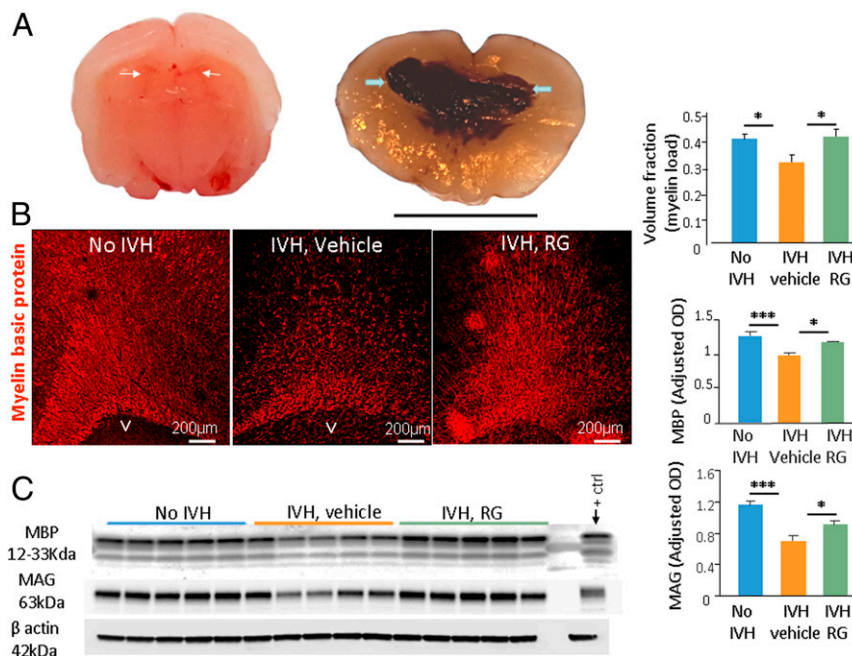 A
B
Myelin basic protein
No IVH
IVH, Vehicle
IVH, RG
V
200μm
V
200μm
200μm
C
No IVH
IVH, vehicle
IVH, RG
+ ctrl
MBP
12-33Kda
MAG
63kDa
β actin
42kDa
Volume fraction
(myelin load)
0.5
0.4
0.3
0.2
0.1
0
*
*
No
IVH
IVH
vehicle
IVH
RG
MBP (Adjusted OD)
1.5
1
0
***
*
No
IVH
IVH
Vehicle
IVH
RG
MAG (Adjusted OD)
1.6
1.2
0.8
0.4
0
***
*
No
IVH
IVH
vehicle
IVH
RG